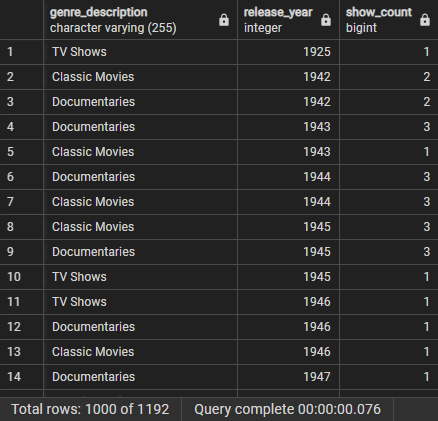 genre_description release_year show_count
character varying (255) integer bigint
1 TV Shows 1925 1
2 Classic Movies 1942 2
3 Documentaries 1942 2
4 Documentaries 1943 3
5 Classic Movies 1943 1
6 Documentaries 1944 3
7 Classic Movies 1944 3
8 Classic Movies 1945 3
9 Documentaries 1945 3
10 TV Shows 1945 1
11 TV Shows 1946 1
12 Documentaries 1946 1
13 Classic Movies 1946 1
14 Documentaries 1947 1
Total rows: 1000 of 1192 Query complete 00:00:00.076